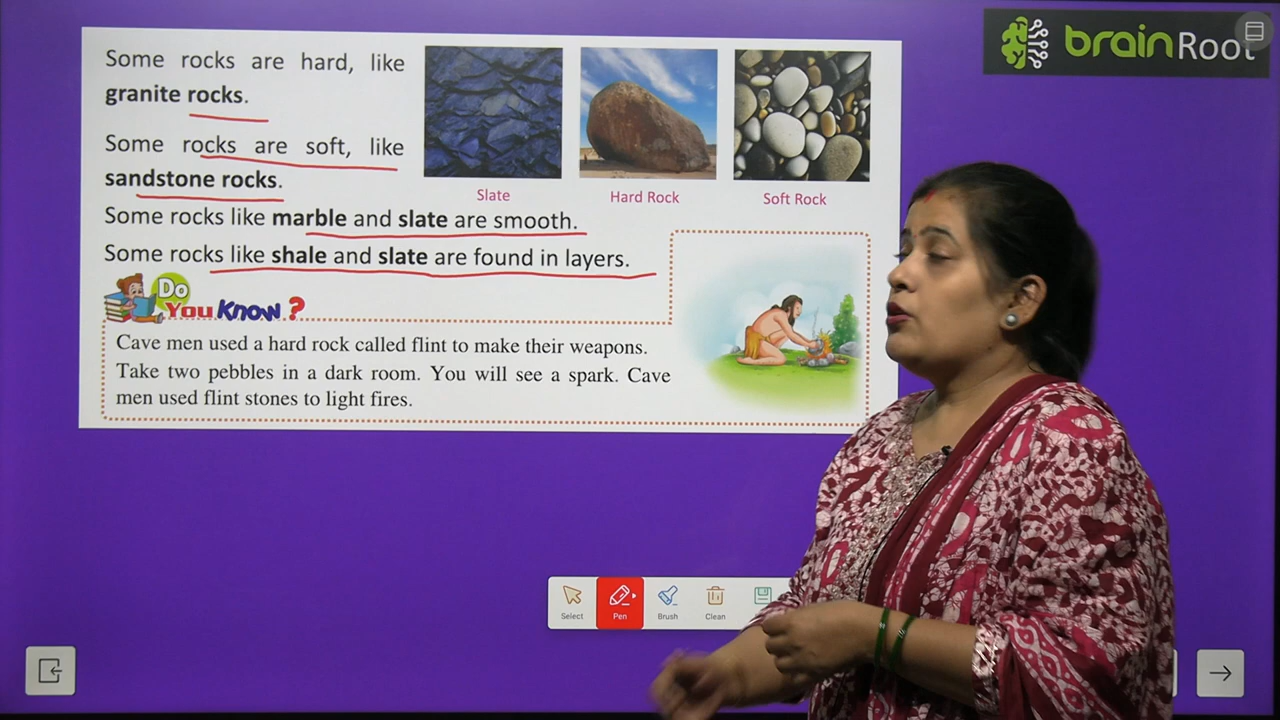 brainRoot
Some rocks are hard, like
granite rocks.
Some rocks are soft, like
sandstone rocks.
Some rocks like marble and slate are smooth.
Some rocks like shale and slate are found in layers.
Slate
Hard Rock
Soft Rock
Do
You Know?
Cave men used a hard rock called flint to make their weapons.
Take two pebbles in a dark room. You will see a spark. Cave
men used flint stones to light fires.
Select
Pen
Brush
Clean